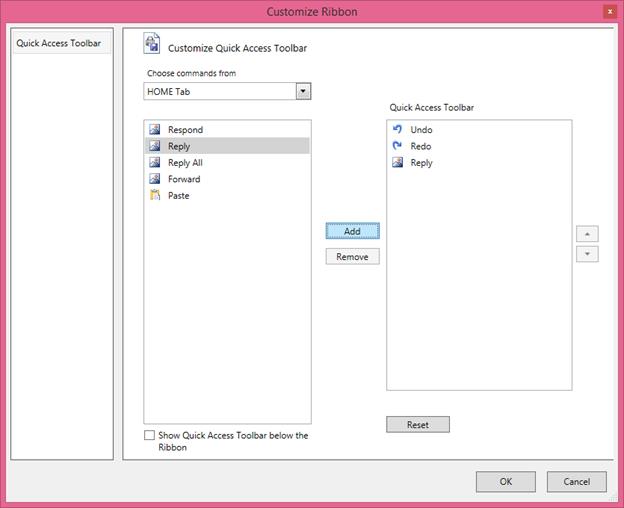 Customize Ribbon
x
Quick Access Toolbar
Customize Quick Access Toolbar
Choose commands from
HOME Tab
Quick Access Toolbar
Respond
Reply
Reply All
Forward
Paste
Undo
Redo
Reply
Add
Remove
Reset
Show Quick Access Toolbar below the
Ribbon
OK
Cancel